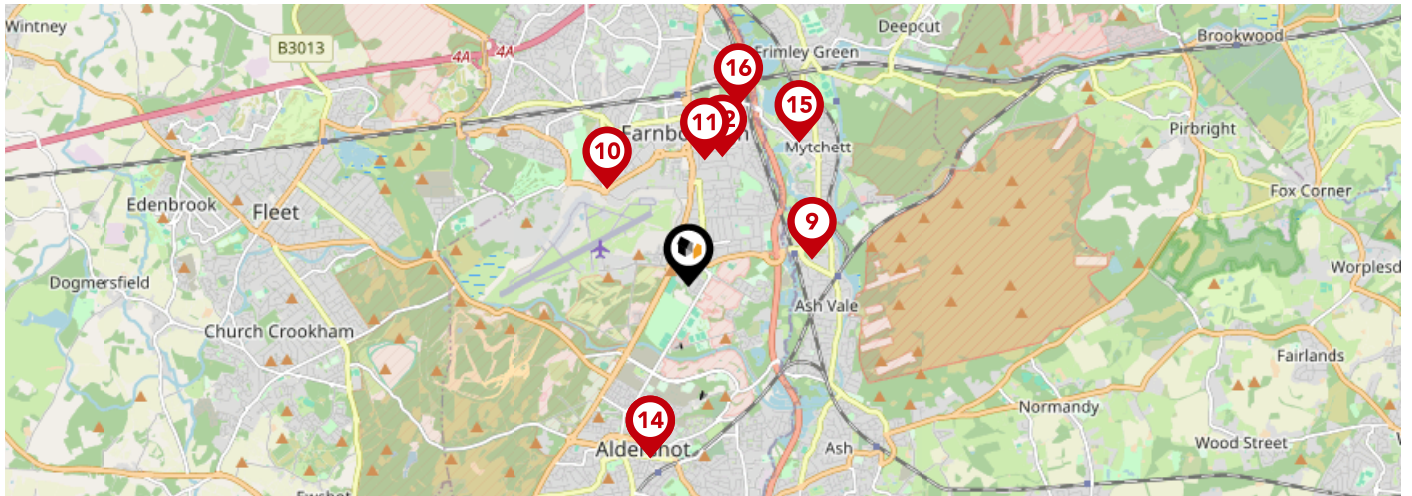 Wintney
Deepcut
Brookwood
B3013
4A
4A
Frimley Green
16
15
11
2
Pirbright
Mytchett
10
Fox Corner
Edenbrook
Fleet
9
Dogmersfield
Worplesd
Ash Vale
Church Crookham
Fairlands
Normandy
14
Aldershot
Ash
Wood Street